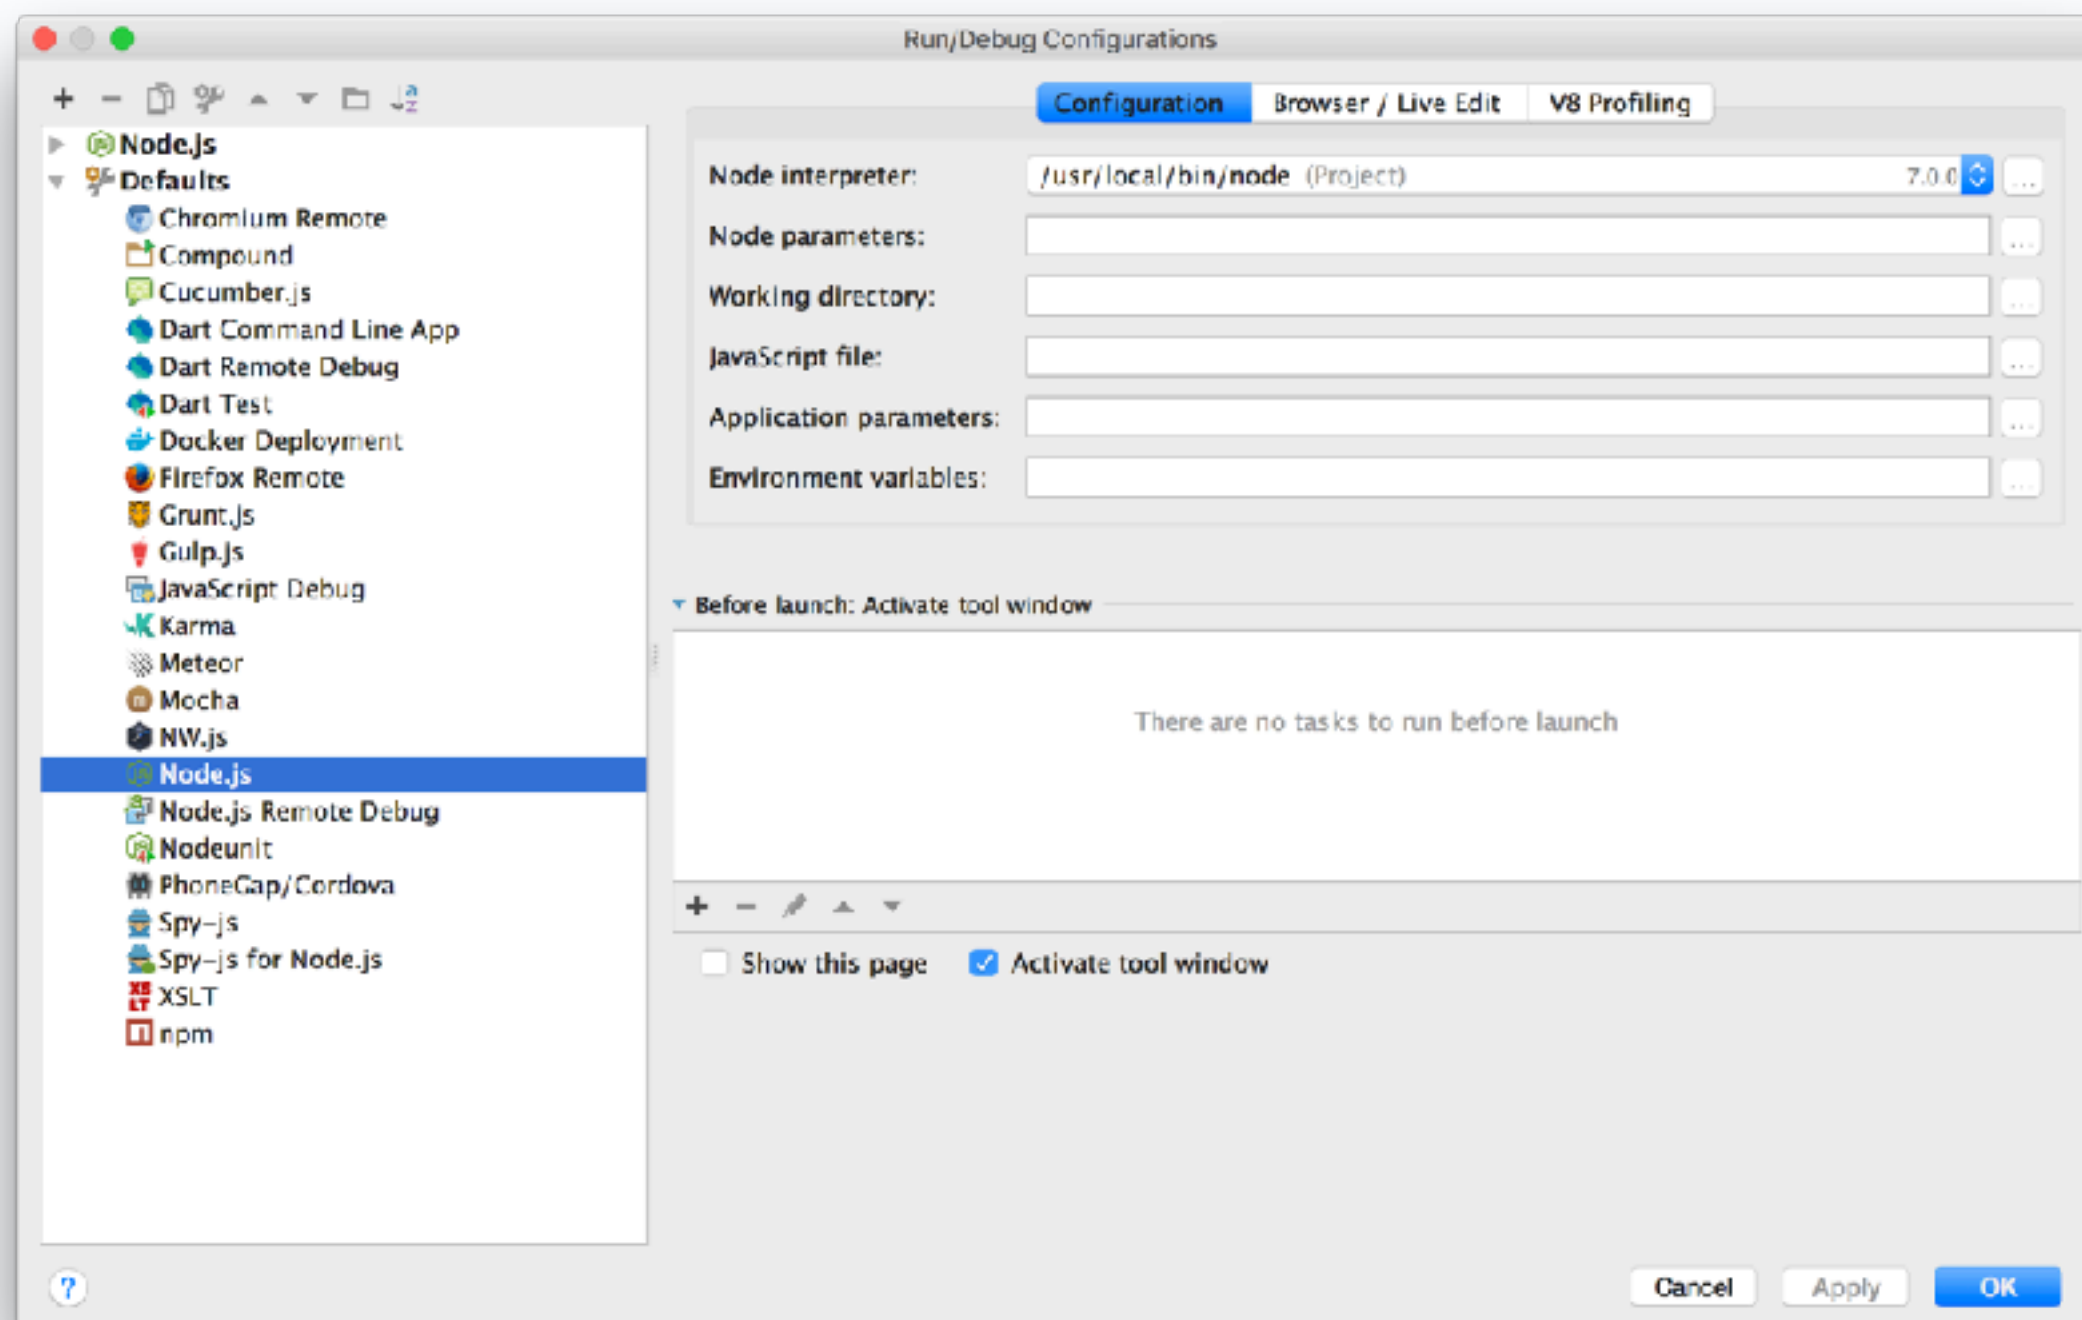 Run/Debug Configurations
Configuration
Browser / Live Edit
V8 Profiling
Node.js
Defaults
Chromium Remote
Compound
Cucumber.js
Dart Command Line App
Dart Remote Debug
Dart Test
Docker Deployment
Firefox Remote
Grunt.js
Gulp.js
JavaScript Debug
Karma
Meteor
Mocha
NW.js
Node.js
Node.js Remote Debug
Nodeunit
PhoneGap/Cordova
Spy-js
Spy-js for Node.js
XSLT
npm
Node interpreter: /usr/local/bin/node (Project) 7.0.0 ...
Node parameters: ...
Working directory: ...
JavaScript file: ...
Application parameters: ...
Environment variables: ...
Before launch: Activate tool window
There are no tasks to run before launch
Show this page
Activate tool window
?
Cancel
Apply
OK